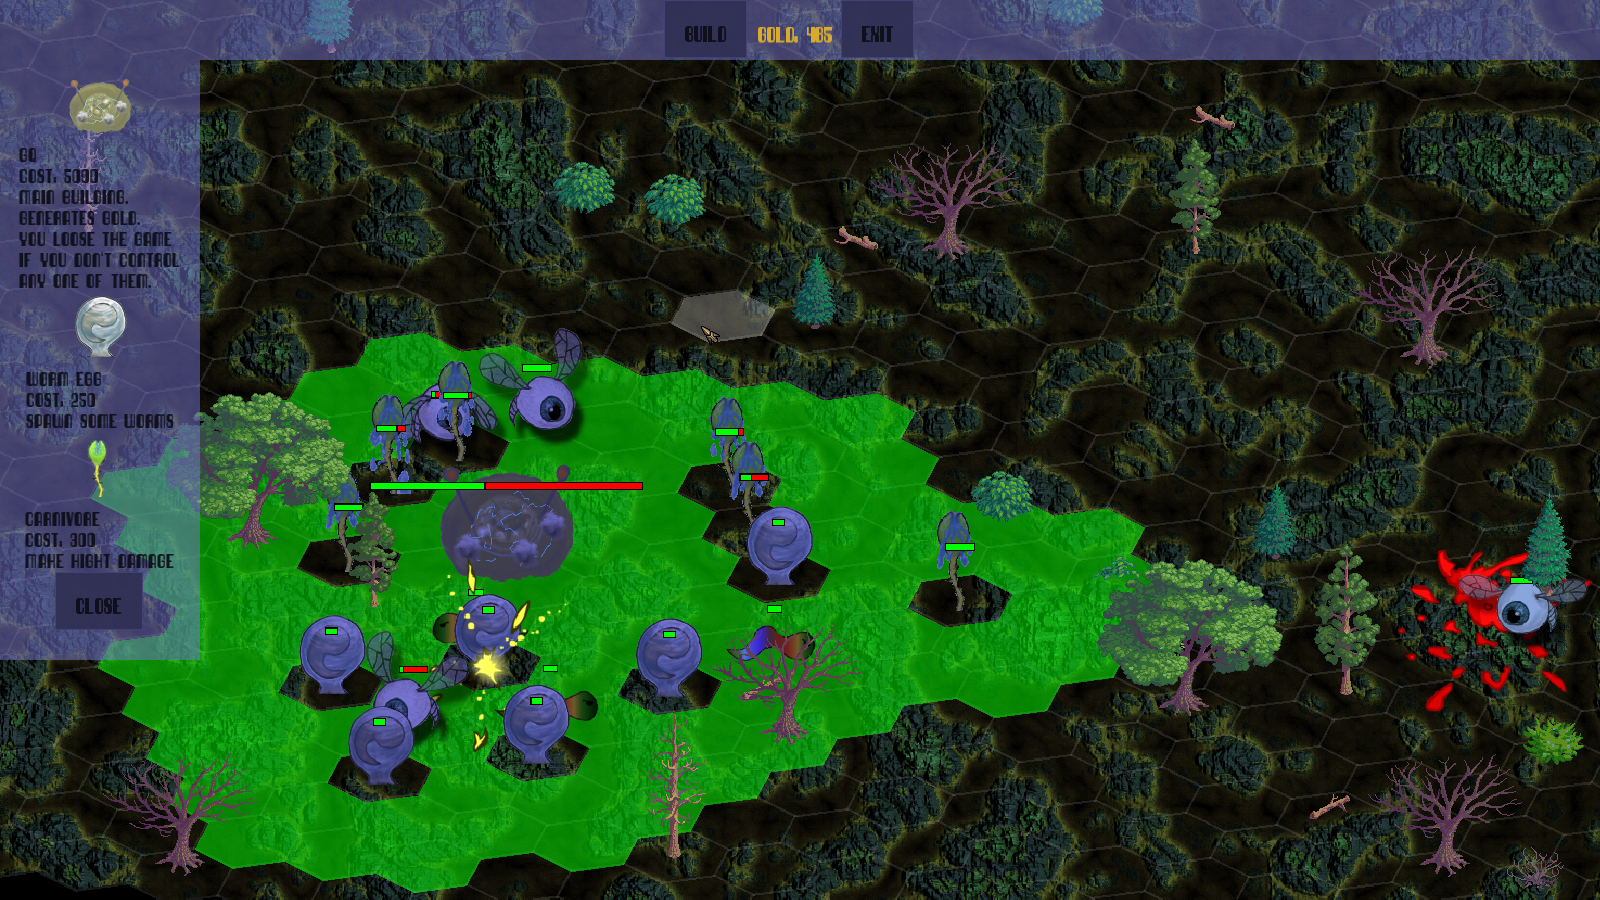 BUILD
GOLD: 485
EXIT
GO
COST: 5000
MAIN BUILDING.
GENERATES GOLD.
YOU LOOSE THE GAME
IF YOU DON'T CONTROL
ANY ONE OF THEM.
WORM EGG
COST: 250
SPAWN SOME WORMS
CARNIVORE
COST: 300
MAKE HIGHT DAMAGE
CLOSE